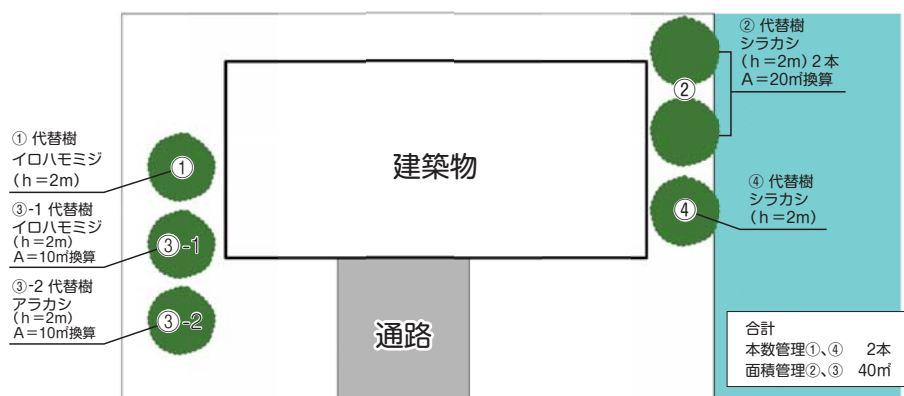 ① 代替樹
イロハモミジ
(h=2m)
③-1 代替樹
イロハモミジ
(h=2m)
A=10㎡換算
③-2 代替樹
アラカシ
(h=2m)
A=10㎡換算
①
③-1
③-2
建築物
通路
②
④
② 代替樹
シラカシ
(h=2m) 2本
A=20㎡換算
④ 代替樹
シラカシ
(h=2m)
合計
本数管理①、④ 2本
面積管理②、③ 40㎡